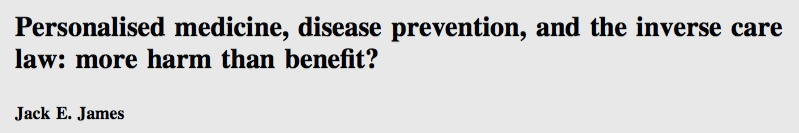 Personalised medicine, disease prevention, and the inverse care
law: more harm than benefit?
Jack E. James